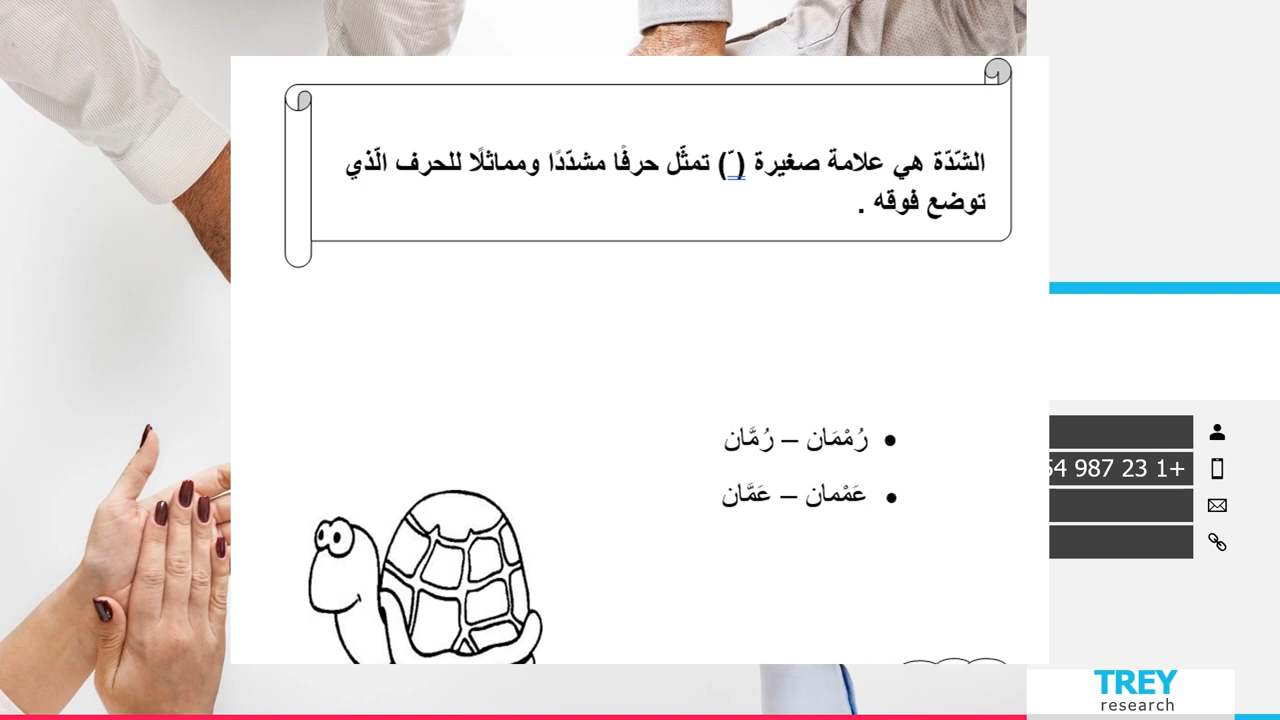 الشّدّة هي علامة صغيرة ( ّ) تمثّل حرفًا مشدّدًا ومماثلًا للحرف الّذي
توضع فوقه .
• رُمْمَان – رُمَّان
• عَمْمان – عَمَّان
54 987 23 1+
TREY
research